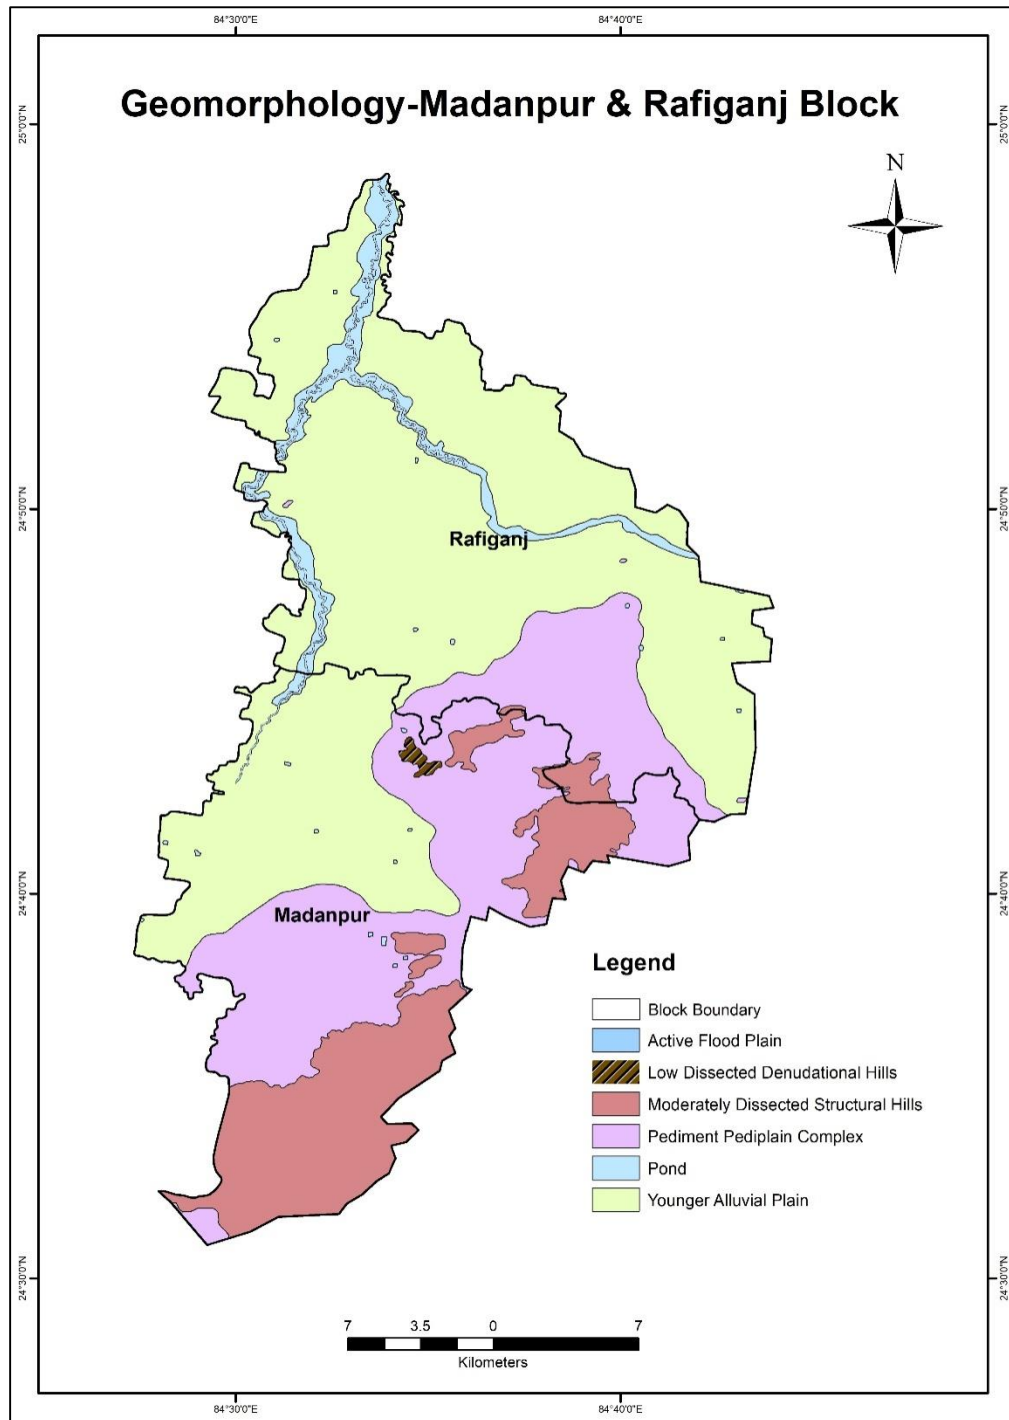 84°30'0"E
84°40'0"E
Geomorphology-Madanpur & Rafiganj Block
25°0'0"N
25°0'0"N
N
24°50'0"N
24°50'0"N
Rafiganj
24°40'0"N
24°40'0"N
Madanpur
Legend
Block Boundary
Active Flood Plain
Low Dissected Denudational Hills
Moderately Dissected Structural Hills
Pediment Pediplain Complex
Pond
Younger Alluvial Plain
24°30'0"N
24°30'0"N
7 3.5 0 7
Kilometers
84°30'0"E
84°40'0"E